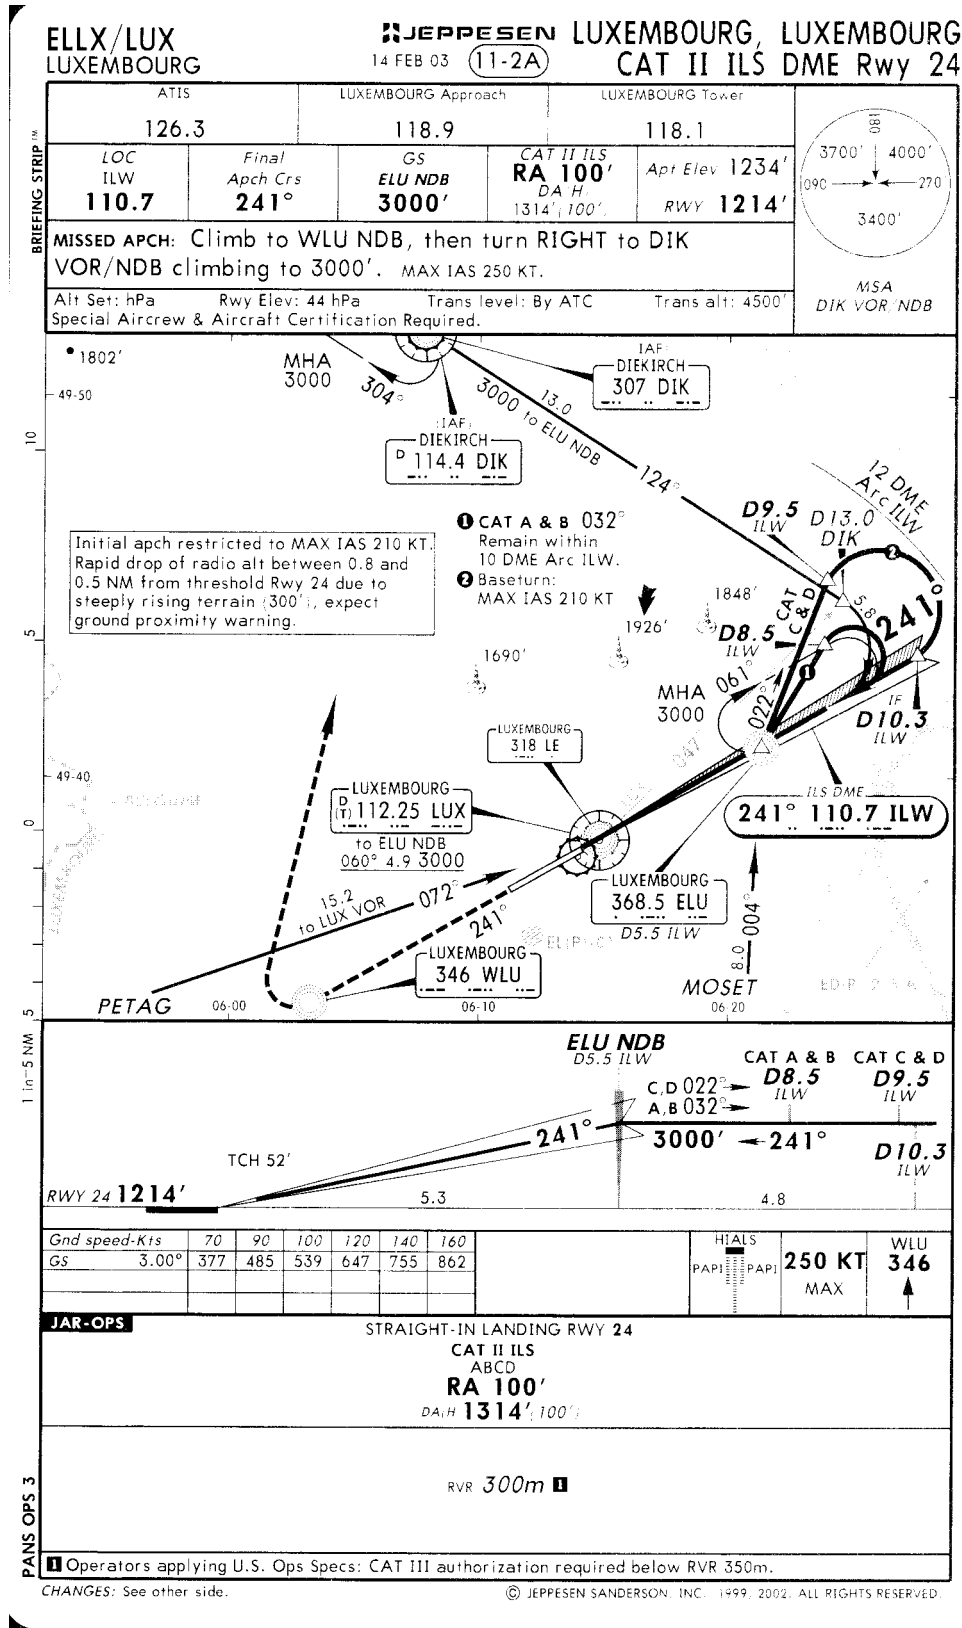 ELLX/LUX
LUXEMBOURG
JEPPESEN
14 FEB 03
11-2A
LUXEMBOURG, LUXEMBOURG
CAT II ILS DME Rwy 24
BRIEFING STRIP TM
ATIS
126.3
LUXEMBOURG Approach
118.9
LUXEMBOURG Tower
118.1
LOC
ILW
110.7
Final
Apch Crs
241°
GS
ELU NDB
3000'
CAT II ILS
RA 100'
DA(H)
1314'(100')
Apt Elev 1234'
RWY 1214'
MISSED APCH: Climb to WLU NDB, then turn RIGHT to DIK
VOR/NDB climbing to 3000'. MAX IAS 250 KT.
Alt Set: hPa Rwy Elev: 44 hPa Trans level: By ATC Trans alt: 4500'
Special Aircrew & Aircraft Certification Required.
180
3700' 4000'
090 270
3400'
MSA
DIK VOR/NDB
1802'
49-50
MHA
3000
304°
(IAF)
DIEKIRCH
307 DIK
(IAF)
DIEKIRCH
D 114.4 DIK
13.0
3000 to ELU NDB
124°
12 DME
Arc ILW
D9.5
ILW
D13.0
DIK
1 CAT A & B 032°
Remain within
10 DME Arc ILW.
2 Baseturn:
MAX IAS 210 KT
Initial apch restricted to MAX IAS 210 KT.
Rapid drop of radio alt between 0.8 and
0.5 NM from threshold Rwy 24 due to
steeply rising terrain (300'), expect
ground proximity warning.
10
5
0
5
1 in=5 NM
2
CAT
C & D
5.8
241°
1848'
1926'
1690'
D8.5
ILW
1
MHA
3000
061°
022°
047°
IF
D10.3
ILW
LUXEMBOURG
318 LE
49-40
LUXEMBOURG
D
(T) 112.25 LUX
to ELU NDB
060° 4.9 3000
ILS DME
241° 110.7 ILW
LUXEMBOURG
368.5 ELU
D5.5 ILW
15.2
to LUX VOR
072°
241°
LUXEMBOURG
346 WLU
8.0
004°
MOSET
PETAG
06-00
06-10
06-20
ELU NDB
D5.5 ILW
C,D 022°
A,B 032°
CAT A & B
D8.5
ILW
CAT C & D
D9.5
ILW
241°
3000'
241°
D10.3
ILW
TCH 52'
RWY 24 1214'
5.3
4.8
Gnd speed-Kts 70 90 100 120 140 160
GS 3.00° 377 485 539 647 755 862
HIALS
PAPI PAPI
250 KT
MAX
WLU
346
JAR-OPS
STRAIGHT-IN LANDING RWY 24
CAT II ILS
ABCD
RA 100'
DA(H) 1314'(100')
RVR 300m 1
PANS OPS 3
1 Operators applying U.S. Ops Specs: CAT III authorization required below RVR 350m.
CHANGES: See other side.
© JEPPESEN SANDERSON, INC. 1999, 2002. ALL RIGHTS RESERVED.